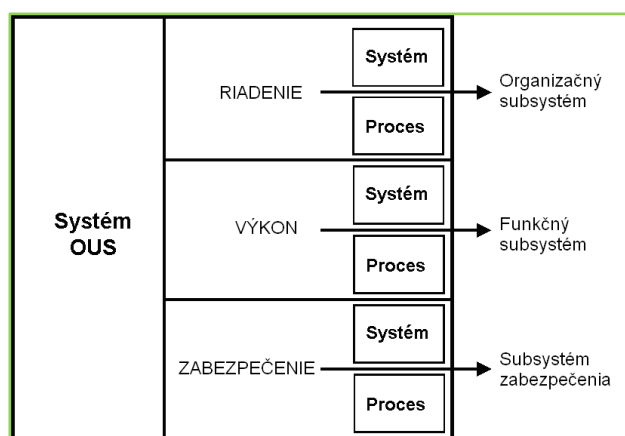 Systém
OUS
RIADENIE
Systém
Proces
Organizačný
subsystém
VÝKON
Systém
Proces
Funkčný
subsystém
ZABEZPEČENIE
Systém
Proces
Subsystém
zabezpečenia